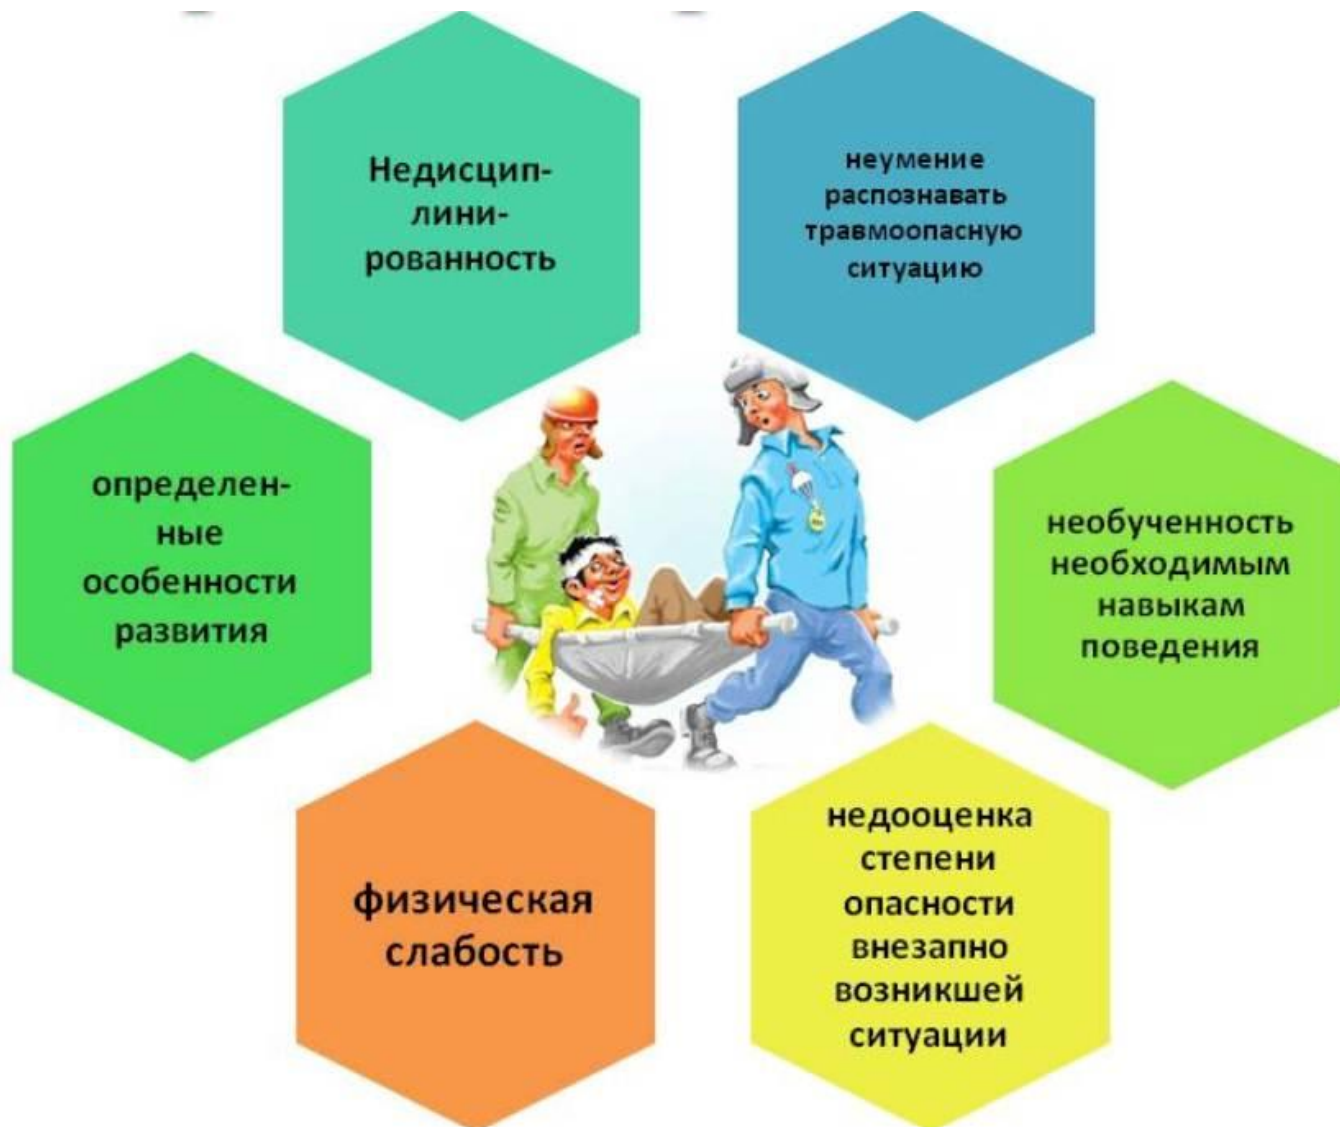 Недисцип-
лини-
рованность
неумение
распознавать
травмоопасную
ситуацию
определен-
ные
особенности
развития
необученность
необходимым
навыкам
поведения
физическая
слабость
недооценка
степени
опасности
внезапно
возникшей
ситуации